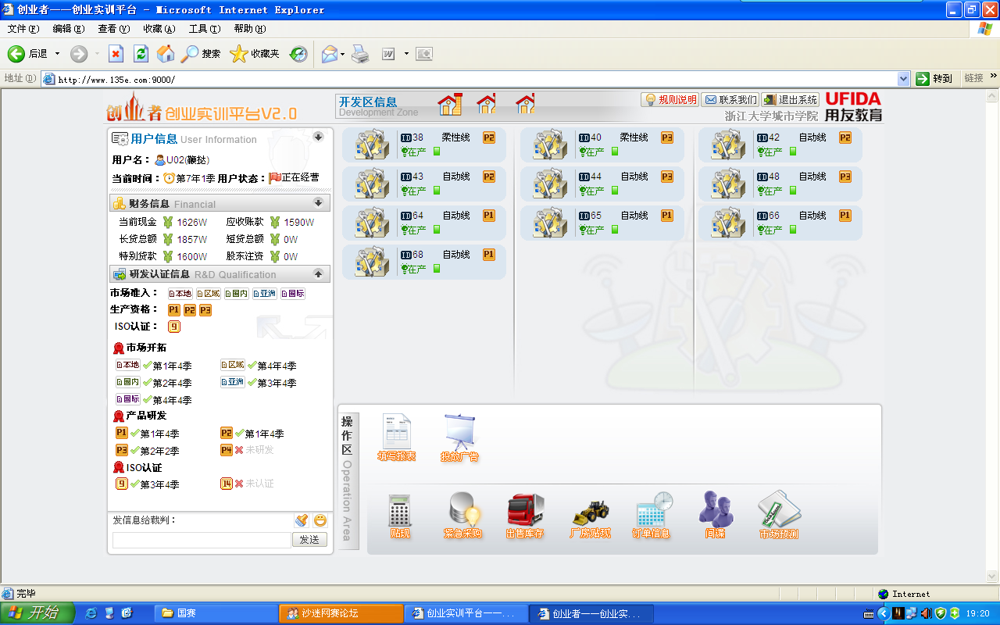 创业者——创业实训平台 - Microsoft Internet Explorer
文件(F) 编辑(E) 查看(V) 收藏(A) 工具(T) 帮助(H)
后退 搜索 收藏夹
地址(D) http://www.135e.com:9000/ 转到 链接 »
创业者 创业实训平台V2.0
开发区信息
Development Zone
规则说明 联系我们 退出系统
浙江大学城市学院
UFIDA
用友教育
用户信息 User Information
用户名： U02(鞭挞)
当前时间： 第7年1季 用户状态： 正在经营
财务信息 Financial
当前现金 1626W 应收账款 1590W
长贷总额 1857W 短贷总额 0W
特别贷款 1600W 股东注资 0W
研发认证信息 R&D Qualification
市场准入： 本地 区域 国内 亚洲 国际
生产资格： P1 P2 P3
ISO认证： 9
市场开拓
本地 第1年4季 区域 第4年4季
国内 第2年4季 亚洲 第3年4季
国际 第4年4季
产品研发
P1 第1年4季 P2 第1年4季
P3 第2年2季 P4 未研发
ISO认证
9 第3年4季 14 未认证
发信息给裁判：
发送
ID38 柔性线 P2
在产
ID40 柔性线 P3
在产
ID42 自动线 P2
在产
ID43 自动线 P2
在产
ID44 自动线 P3
在产
ID48 自动线 P3
在产
ID64 自动线 P1
在产
ID65 自动线 P1
在产
ID66 自动线 P1
在产
ID68 自动线 P1
在产
操作区 Operation Area
填写报表 投放广告
贴现 紧急采购 出售库存 厂房贴现 订单信息 间谍 市场预测
完毕 Internet
开始 国赛 沙迷网赛论坛 创业实训平台——... 创业者——创业实... 19:20